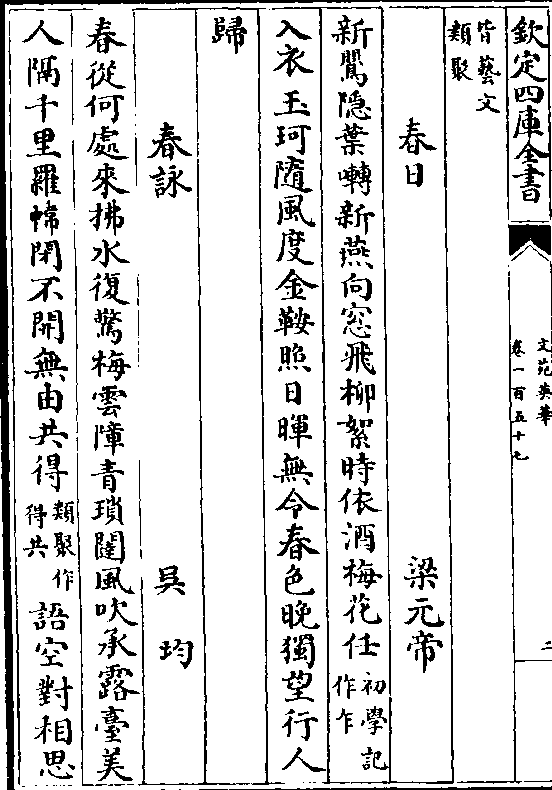 欽定四庫全書
文苑英華
卷一百五十七
二
皆藝文
類聚
春日
梁元帝
新鶯隱葉囀新燕向窓飛柳絮時依酒梅花任初學記作乍
入衣玉珂隨風度金鞍照日暉無令春色晚獨望行人
歸
春詠
吳均
春從何處來拂水復驚梅雲障青瑣闥風吹承露臺美
人隔千里羅幃閉不開無由共得類聚作得共語空對相思